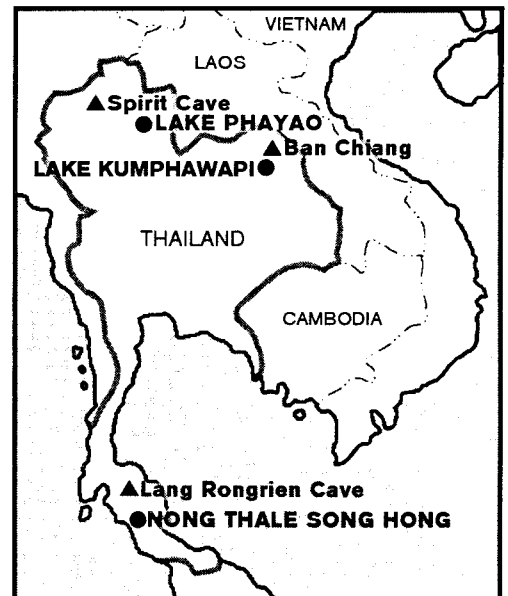 VIETNAM
LAOS
Spirit Cave
LAKE PHAYAO
Ban Chiang
LAKE KUMPHAWAPI
THAILAND
CAMBODIA
Lang Rongrien Cave
NONG THALE SONG HONG